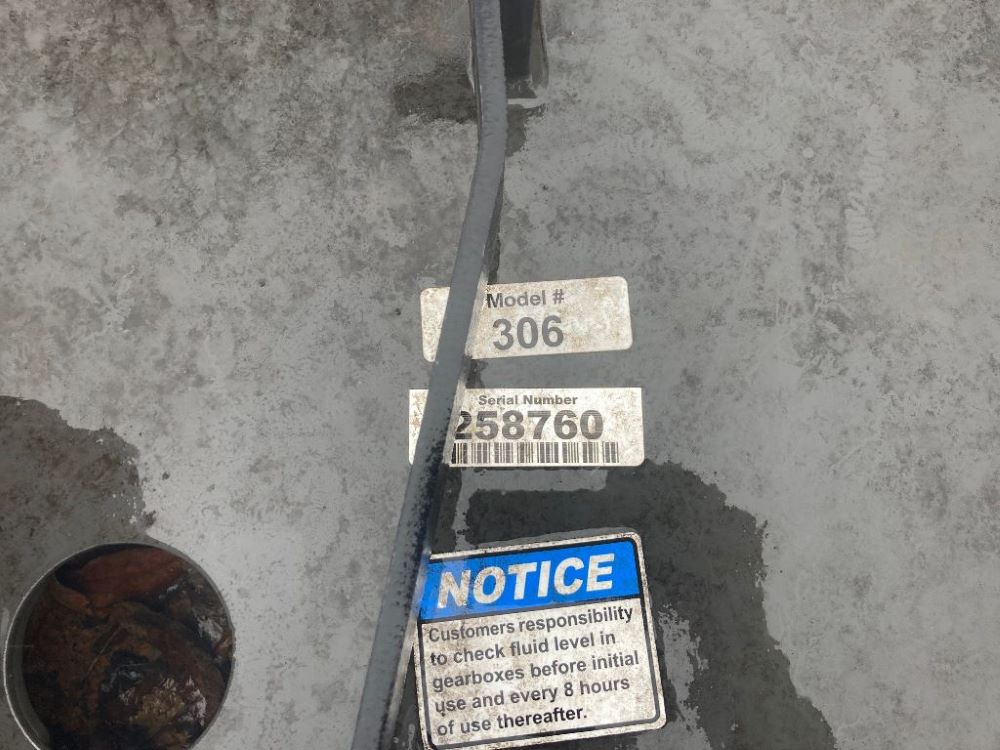 Model #
306
Serial Number
258760
NOTICE
Customers responsibility
to check fluid level in
gearboxes before initial
use and every 8 hours
of use thereafter.